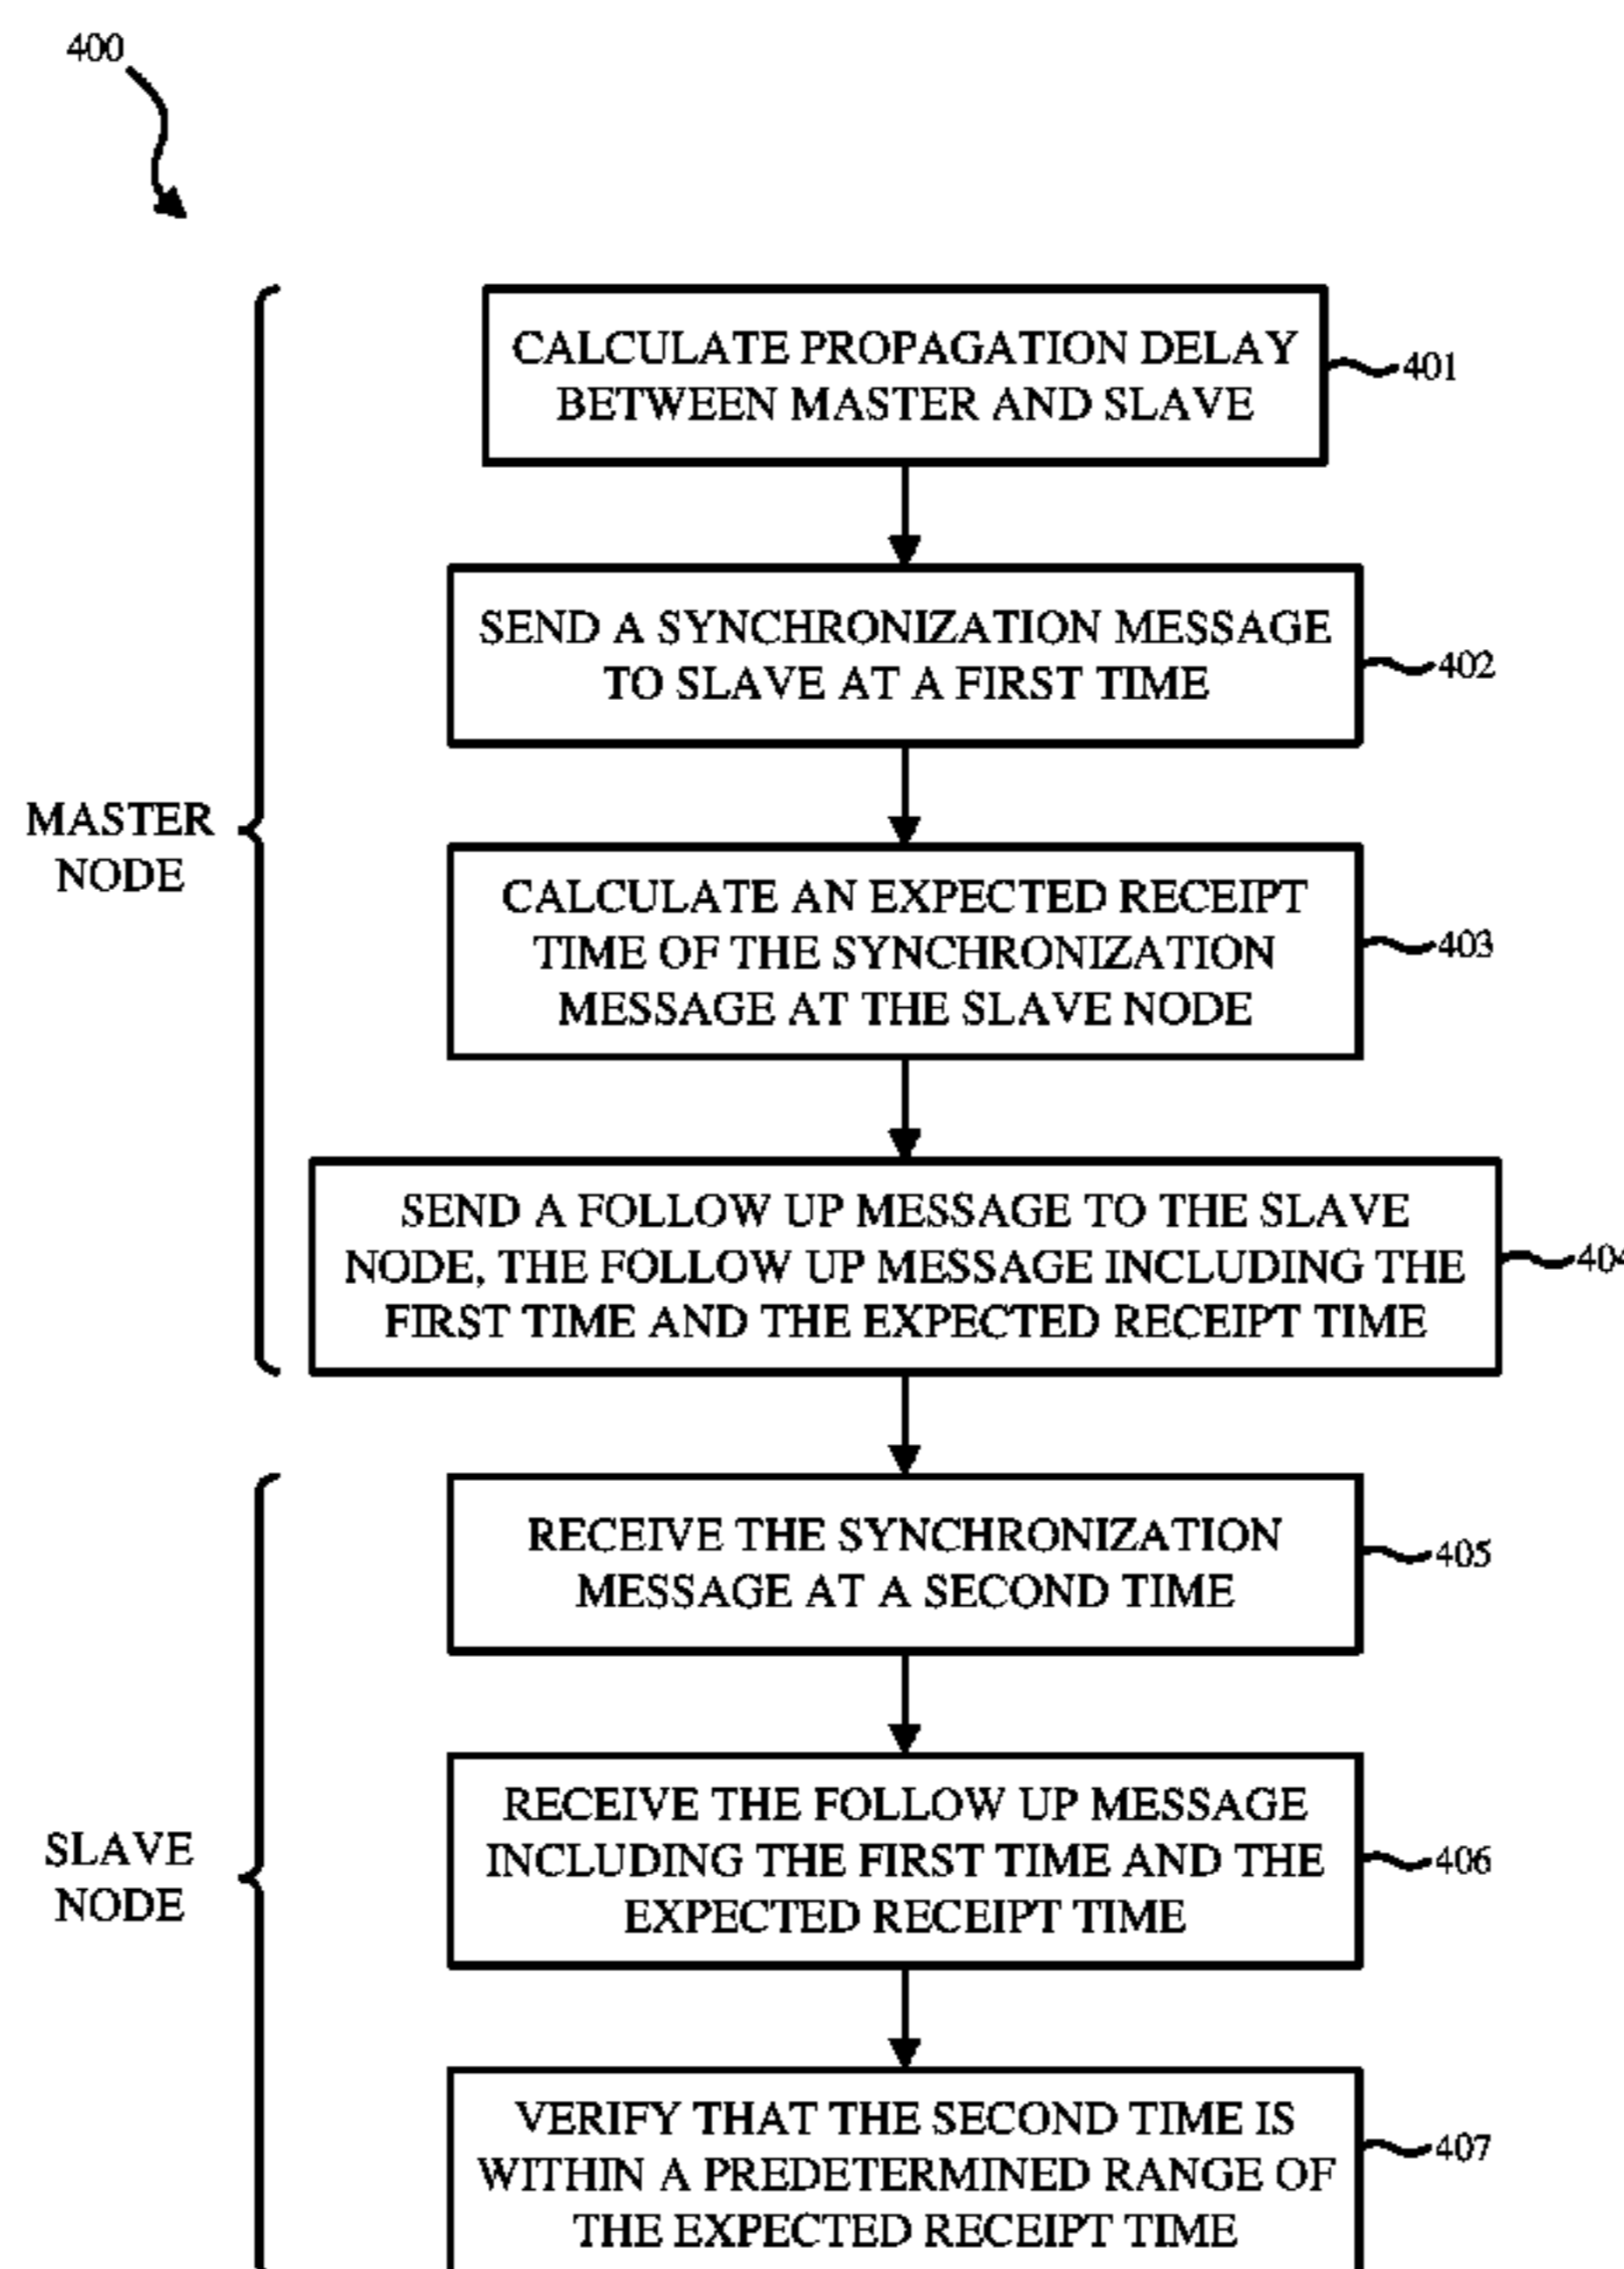 400
CALCULATE PROPAGATION DELAY
BETWEEN MASTER AND SLAVE
401
SEND A SYNCHRONIZATION MESSAGE
TO SLAVE AT A FIRST TIME
402
MASTER
NODE
CALCULATE AN EXPECTED RECEIPT
TIME OF THE SYNCHRONIZATION
MESSAGE AT THE SLAVE NODE
403
SEND A FOLLOW UP MESSAGE TO THE SLAVE
NODE, THE FOLLOW UP MESSAGE INCLUDING THE
FIRST TIME AND THE EXPECTED RECEIPT TIME
404
RECEIVE THE SYNCHRONIZATION
MESSAGE AT A SECOND TIME
405
SLAVE
NODE
RECEIVE THE FOLLOW UP MESSAGE
INCLUDING THE FIRST TIME AND THE
EXPECTED RECEIPT TIME
406
VERIFY THAT THE SECOND TIME IS
WITHIN A PREDETERMINED RANGE OF
THE EXPECTED RECEIPT TIME
407